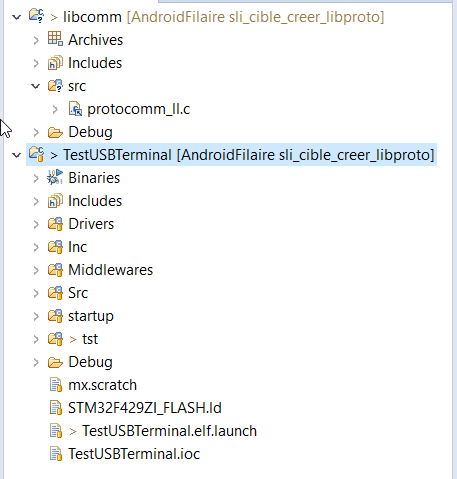 > libcomm [AndroidFilaire sli_cible_creer_libproto]
Archives
Includes
src
> protocomm_ll.c
Debug
> TestUSBTerminal [AndroidFilaire sli_cible_creer_libproto]
Binaries
Includes
Drivers
Inc
Middlewares
Src
startup
> tst
Debug
mx.scratch
STM32F429ZI_FLASH.ld
> TestUSBTerminal.elf.launch
TestUSBTerminal.ioc